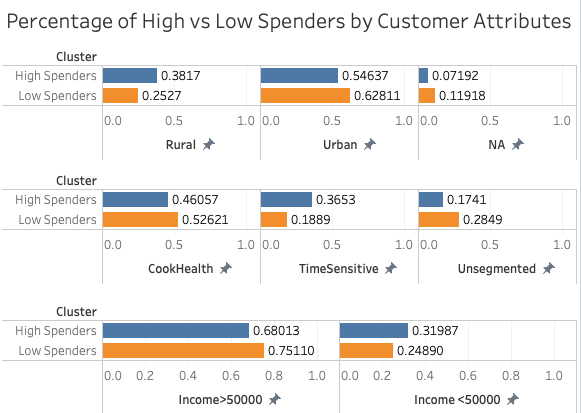 Percentage of High vs Low Spenders by Customer Attributes
Cluster
High Spenders 0.3817 0.54637 0.07192
Low Spenders 0.2527 0.62811 0.11918
0.0 0.5 1.0 0.0 0.5 1.0 0.0 0.5 1.0
Rural Urban NA
Cluster
High Spenders 0.46057 0.3653 0.1741
Low Spenders 0.52621 0.1889 0.2849
0.0 0.5 1.0 0.0 0.5 1.0 0.0 0.5 1.0
CookHealth TimeSensitive Unsegmented
Cluster
High Spenders 0.68013 0.31987
Low Spenders 0.75110 0.24890
0.0 0.2 0.4 0.6 0.8 1.0 0.0 0.2 0.4 0.6 0.8 1.0
Income>50000 Income <50000